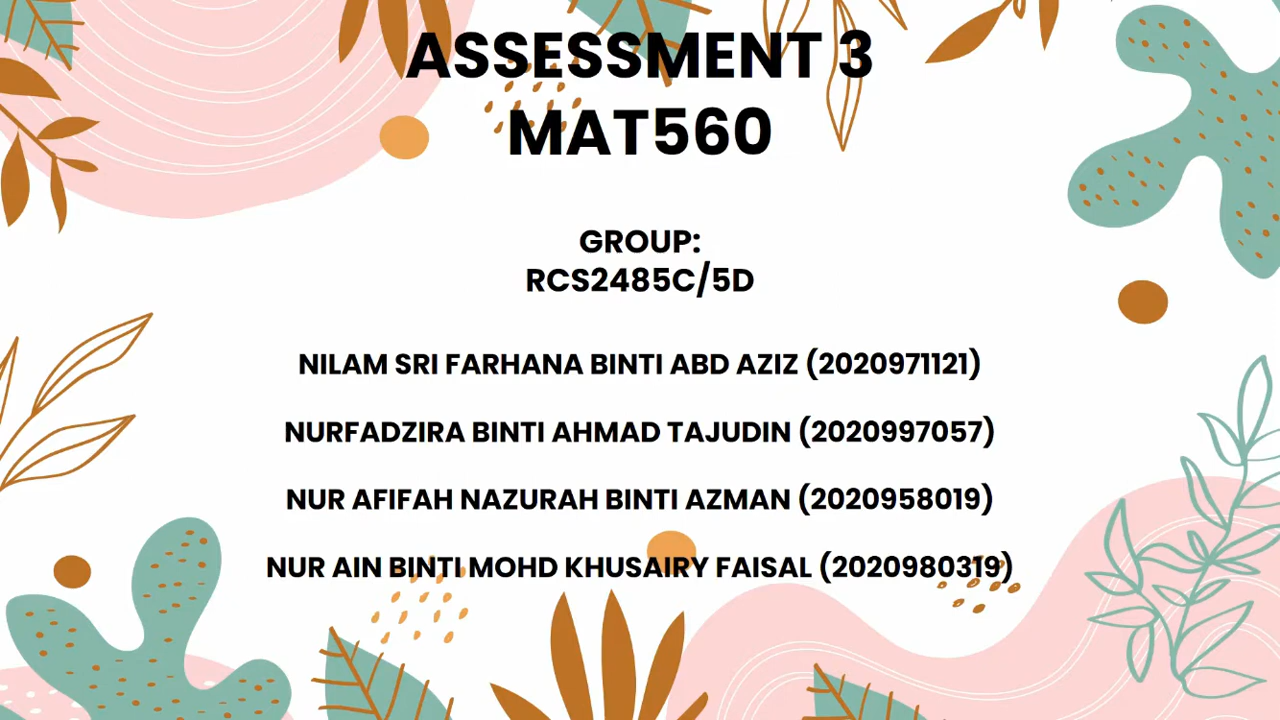 ASSESSMENT 3
MAT560
GROUP:
RCS2485C/5D
NILAM SRI FARHANA BINTI ABD AZIZ (2020971121)
NURFADZIRA BINTI AHMAD TAJUDIN (2020997057)
NUR AFIFAH NAZURAH BINTI AZMAN (2020958019)
NUR AIN BINTI MOHD KHUSAIRY FAISAL (2020980319)